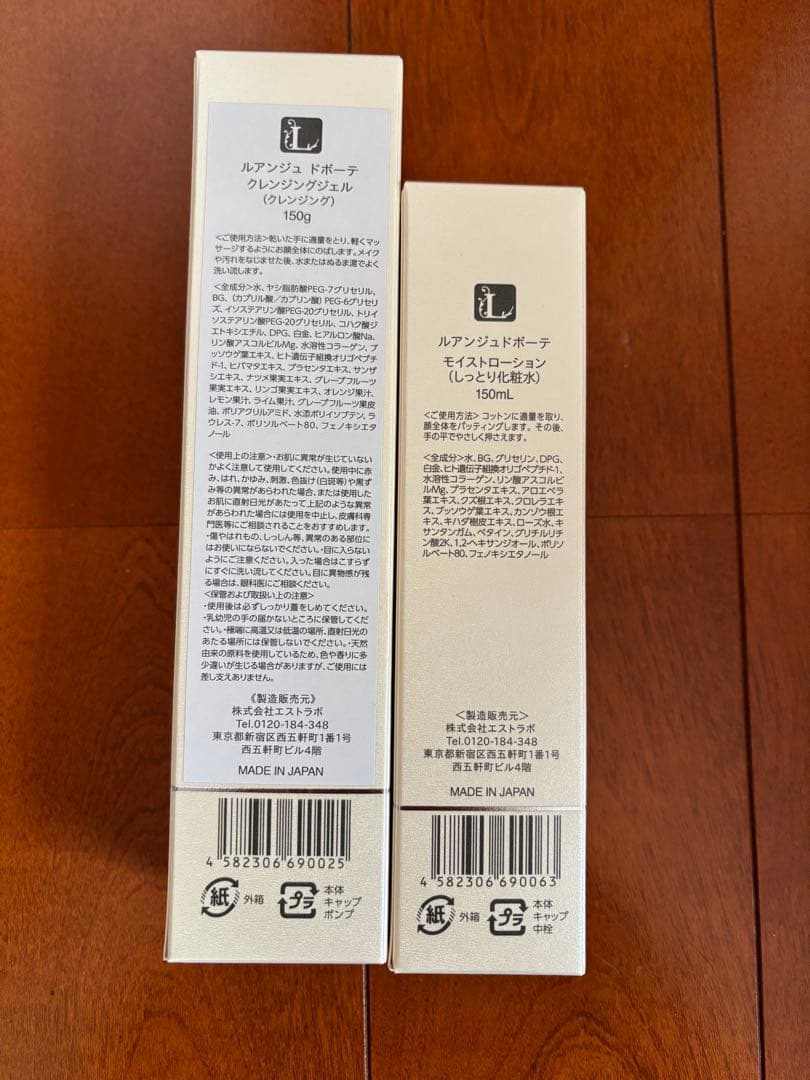 L
ルアンジュ ドボーテ
クレンジングジェル
(クレンジング)
150g
<ご使用方法>乾いた手に適量をとり、軽くマッ
サージするようにお顔全体にのばします。メイク
や汚れをなじませた後、水またはぬるま湯でよく
洗い流します。
<全成分>水、ヤシ脂肪酸PEG-7グリセリル、
BG、(カプリル酸/カプリン酸) PEG-6グリセリ
ズ、イソステアリン酸PEG-20グリセリル、トリイ
ソステアリン酸PEG-20グリセリル、コハク酸ジ
エトキシエチル、DPG、白金、ヒアルロン酸Na、
リン酸アスコルビルMg、水溶性コラーゲン、ブ
ッソウゲ葉エキス、ヒト遺伝子組換オリゴペプチ
ド-1、ヒバマタエキス、プラセンタエキス、サンザ
シエキス、ナツメ果実エキス、グレープフルーツ
果実エキス、リンゴ果実エキス、オレンジ果汁、
レモン果汁、ライム果汁、グレープフルーツ果皮
油、ポリアクリルアミド、水添ポリイソブテン、ラ
ウレス-7、ポリソルベート80、フェノキシエタ
ノール
<使用上の注意>・お肌に異常が生じていない
かよく注意して使用してください。使用中に赤
み、はれ、かゆみ、刺激、色抜け(白斑等)や黒ず
み等の異常があらわれた場合、または使用した
お肌に直射日光があたって上記のような異常
があらわれた場合には使用を中止し、皮膚科専
門医等にご相談されることをおすすめします。
・傷やはれもの、しっしん等、異常のある部位に
はお使いにならないでください。・目に入らない
ようにご注意ください。入った場合はこすらず
にすぐに洗い流してください。目に異物感が残
る場合は、眼科医にご相談ください。
<保管および取扱い上の注意>
・使用後は必ずしっかり蓋をしめてください。
・乳幼児の手の届かないところに保管してく
ださい。・極端に高温又は低温の場所、直射日光の
あたる場所には保管しないでください。・天然
由来の原料を使用しているため、色や香りに多
少違いが生じる場合がありますが、ご使用には
差し支えありません。
《製造販売元》
株式会社エストラボ
Tel.0120-184-348
東京都新宿区西五軒町1番1号
西五軒町ビル4階
MADE IN JAPAN
4 582306 690025
紙 外箱
プラ 本体
キャップ
ポンプ
L
ルアンジュドボーテ
モイストローション
(しっとり化粧水)
150mL
<ご使用方法> コットンに適量を取り、
顔全体をパッティングします。その後、
手の平でやさしく押さえます。
<全成分>水、BG、グリセリン、DPG、
白金、ヒト遺伝子組換オリゴペプチド-1、
水溶性コラーゲン、リン酸アスコルビ
ルMg、プラセンタエキス、アロエベラ
葉エキス、クズ根エキス、クロレラエキ
ス、ブッソウゲ葉エキス、カンゾウ根エ
キス、キハダ樹皮エキス、ローズ水、キ
サンタンガム、ベタイン、グリチルリチ
ン酸2K、1,2-ヘキサンジオール、ポリソ
ルベート80、フェノキシエタノール
<製造販売元>
株式会社エストラボ
Tel.0120-184-348
東京都新宿区西五軒町1番1号
西五軒町ビル4階
MADE IN JAPAN
4 582306 690063
紙 外箱
プラ 本体
キャップ
中栓